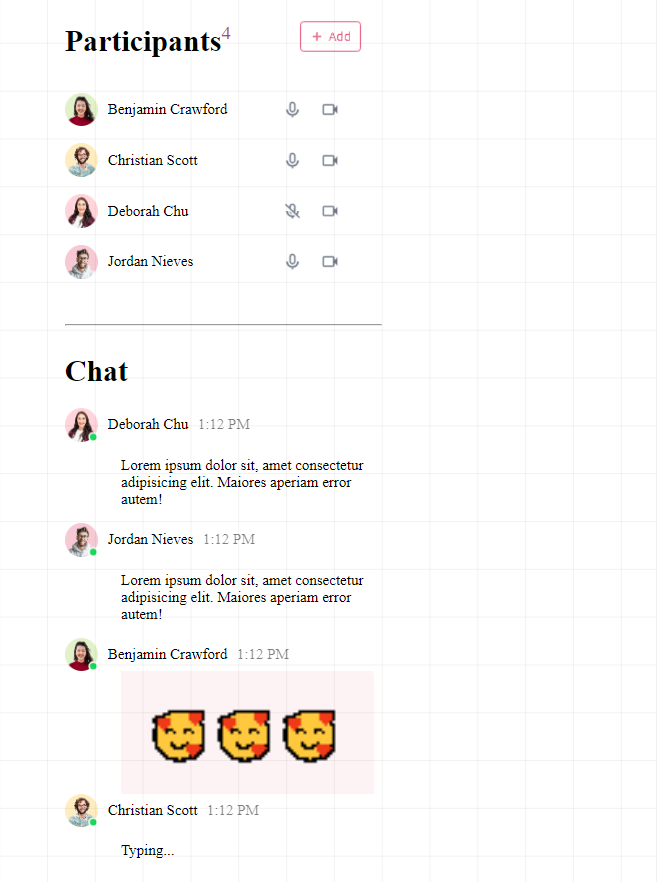 Participants4
+ Add
Benjamin Crawford
Christian Scott
Deborah Chu
Jordan Nieves
Chat
Deborah Chu 1:12 PM
Lorem ipsum dolor sit, amet consectetur
adipisicing elit. Maiores aperiam error
autem!
Jordan Nieves 1:12 PM
Lorem ipsum dolor sit, amet consectetur
adipisicing elit. Maiores aperiam error
autem!
Benjamin Crawford 1:12 PM
Christian Scott 1:12 PM
Typing...